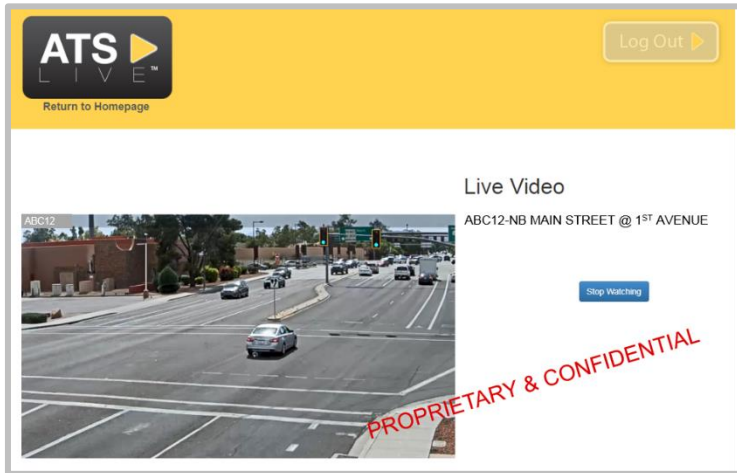 ATS
LIVE™
Return to Homepage
Log Out
Live Video
ABC12
ABC12-NB MAIN STREET @ 1ST AVENUE
Stop Watching
PROPRIETARY & CONFIDENTIAL